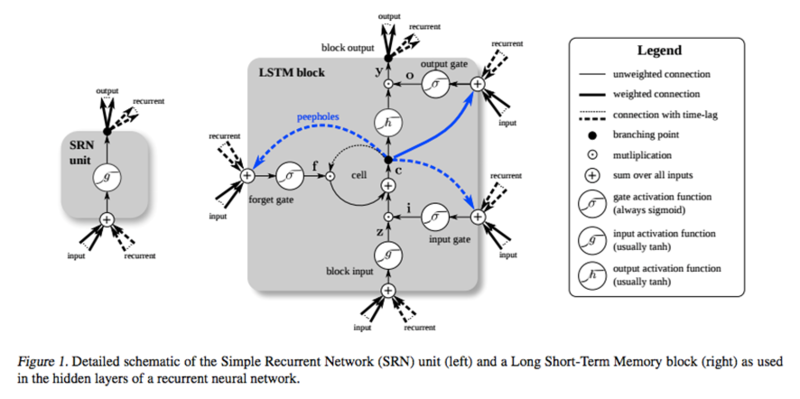 output
recurrent
SRN
unit
g
+
input
recurrent
output
recurrent
block output
LSTM block
y
o
output gate
σ
+
recurrent
input
h
peepholes
recurrent
+
input
forget gate
σ
f
cell
c
+
recurrent
i
σ
+
input gate
input
z
g
block input
+
input
recurrent
Legend
unweighted connection
weighted connection
connection with time-lag
branching point
mutliplication
+ sum over all inputs
σ gate activation function
(always sigmoid)
g input activation function
(usually tanh)
h output activation function
(usually tanh)
Figure 1. Detailed schematic of the Simple Recurrent Network (SRN) unit (left) and a Long Short-Term Memory block (right) as used
in the hidden layers of a recurrent neural network.